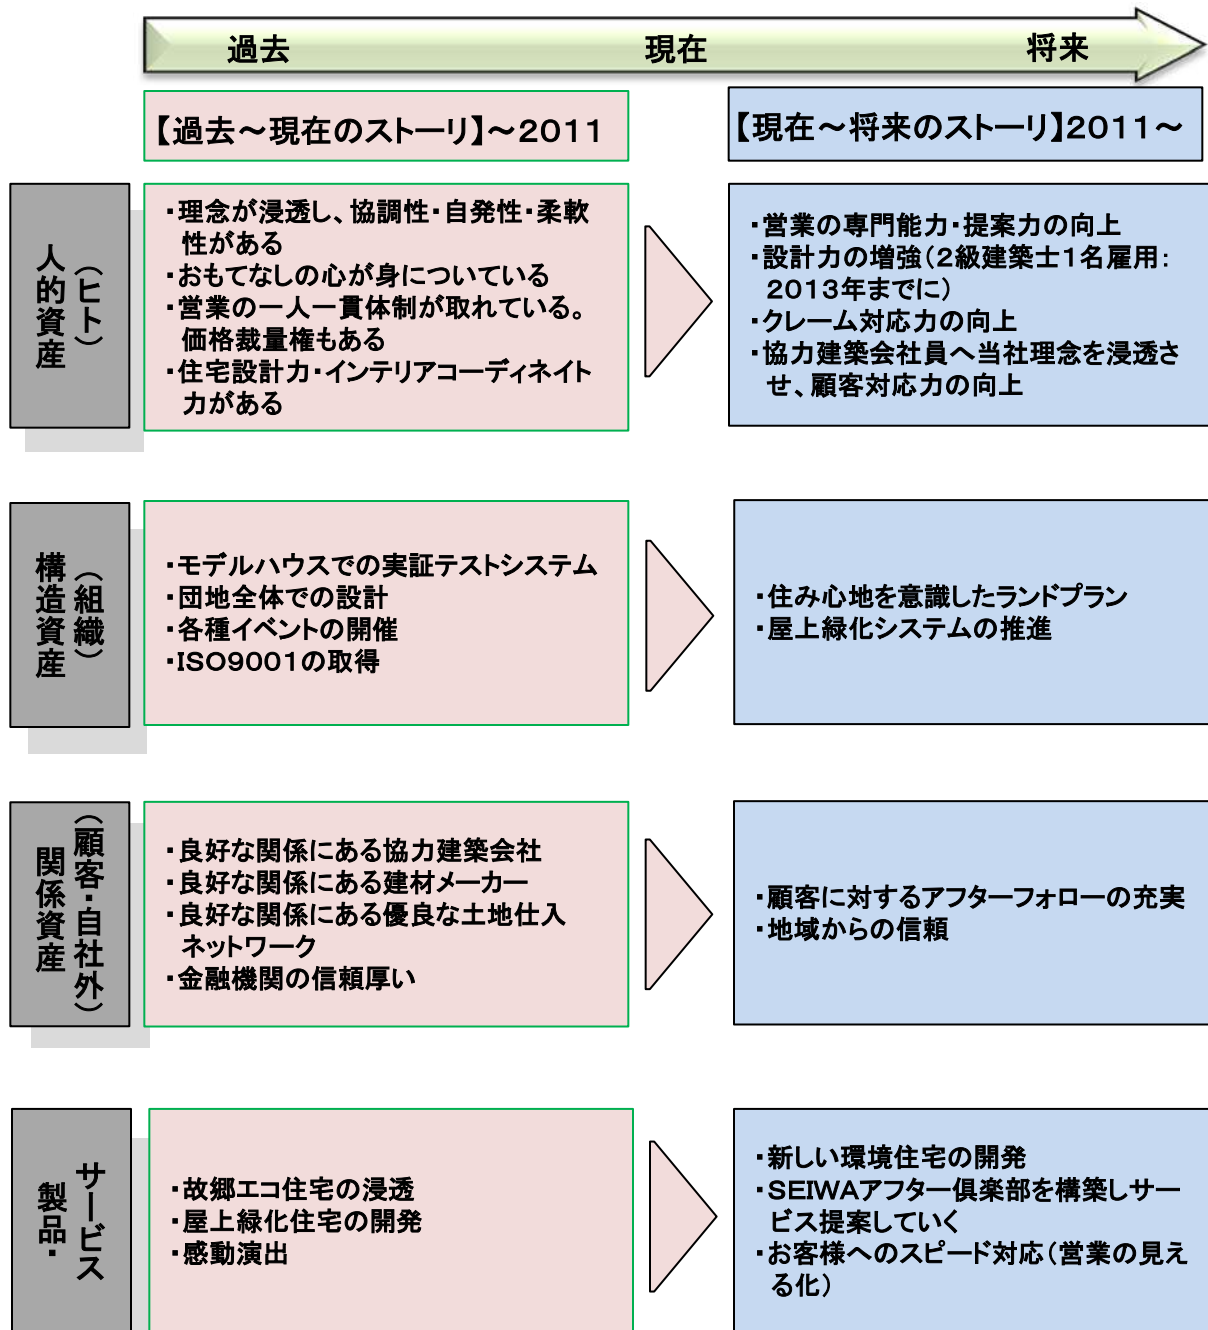 過去 現在 将来
【過去～現在のストーリ】～２０１１
【現在～将来のストーリ】２０１１～
人的資産
（ヒト）
・理念が浸透し、協調性・自発性・柔軟
性がある
・おもてなしの心が身についている
・営業の一人一貫体制が取れている。
価格裁量権もある
・住宅設計力・インテリアコーディネイト
力がある
・営業の専門能力・提案力の向上
・設計力の増強（２級建築士１名雇用：
２０１３年までに）
・クレーム対応力の向上
・協力建築会社員へ当社理念を浸透さ
せ、顧客対応力の向上
構造資産
（組織）
・モデルハウスでの実証テストシステム
・団地全体での設計
・各種イベントの開催
・ISO９００１の取得
・住み心地を意識したランドプラン
・屋上緑化システムの推進
関係資産
（顧客・自社外）
・良好な関係にある協力建築会社
・良好な関係にある建材メーカー
・良好な関係にある優良な土地仕入
ネットワーク
・金融機関の信頼厚い
・顧客に対するアフターフォローの充実
・地域からの信頼
製品・
サービス
・故郷エコ住宅の浸透
・屋上緑化住宅の開発
・感動演出
・新しい環境住宅の開発
・SEIWAアフター俱楽部を構築しサー
ビス提案していく
・お客様へのスピード対応（営業の見え
る化）